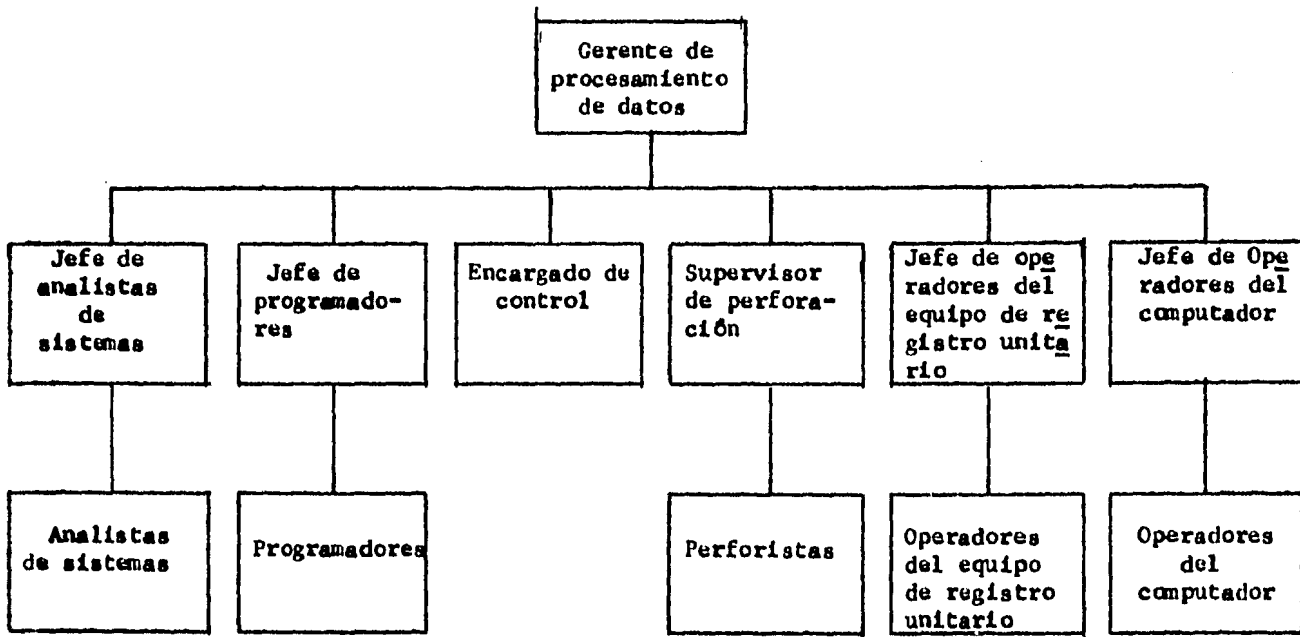 Gerente de
procesamiento
de datos
Jefe de
analistas
de
sistemas
Jefe de
programado-
res
Encargado de
control
Supervisor
de perfora-
ción
Jefe de ope
radores del
equipo de re
gistro unita
rio
Jefe de Ope
radores del
computador
Analistas
de sistemas
Programadores
Perforistas
Operadores
del equipo
de registro
unitario
Operadores
del
computador